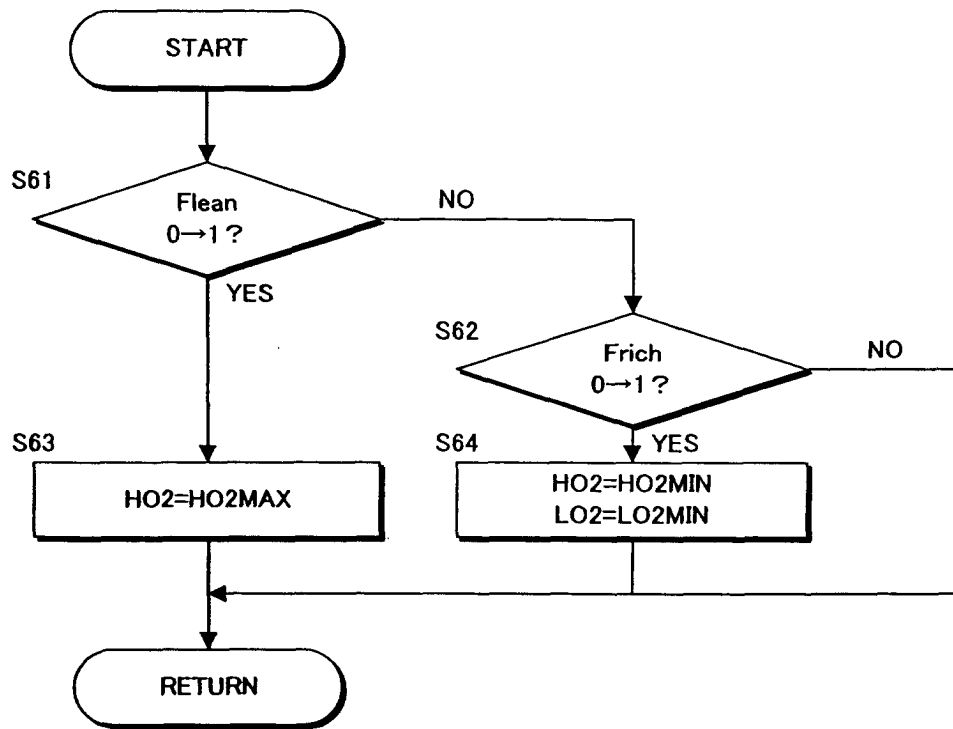 START
S61
Flean
0→1?
NO
YES
S62
Frich
0→1?
NO
YES
S63
HO2=HO2MAX
S64
HO2=HO2MIN
LO2=LO2MIN
RETURN